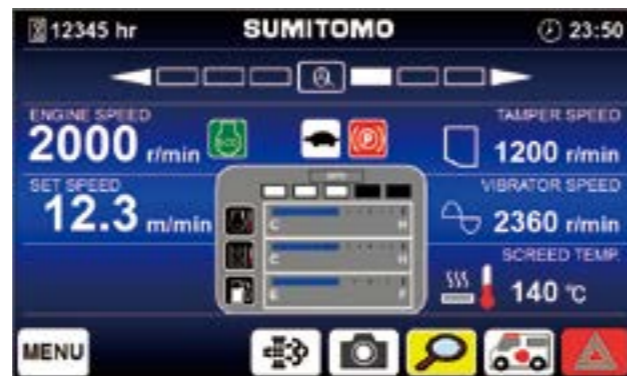 12345 hr SUMITOMO 23:50
ENGINE SPEED
2000 r/min
ECO
(P)
TAMPER SPEED
1200 r/min
SET SPEED
12.3 m/min
VIBRATOR SPEED
2360 r/min
C H
C H
E F
SCREED TEMP.
140 °C
MENU